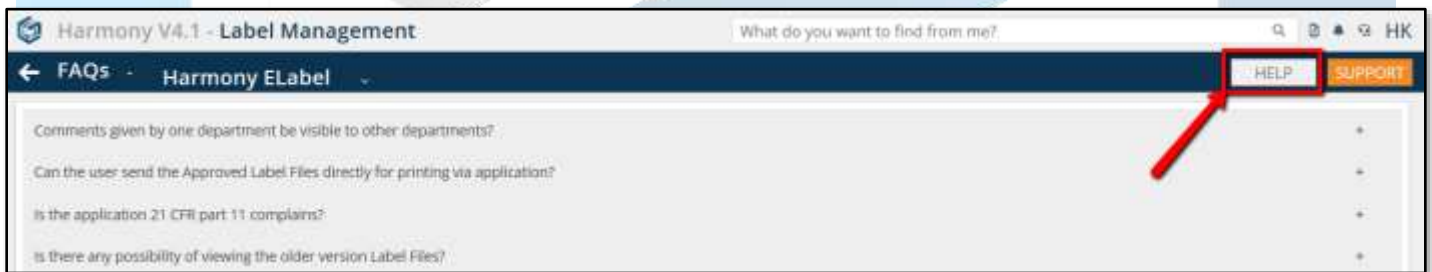 Harmony V4.1 - Label Management What do you want to find from me? HK
FAQs - Harmony ELabel HELP SUPPORT
Comments given by one department be visible to other departments? +
Can the user send the Approved Label Files directly for printing via application? +
Is the application 21 CFR part 11 complains? +
Is there any possibility of viewing the older version Label Files? +